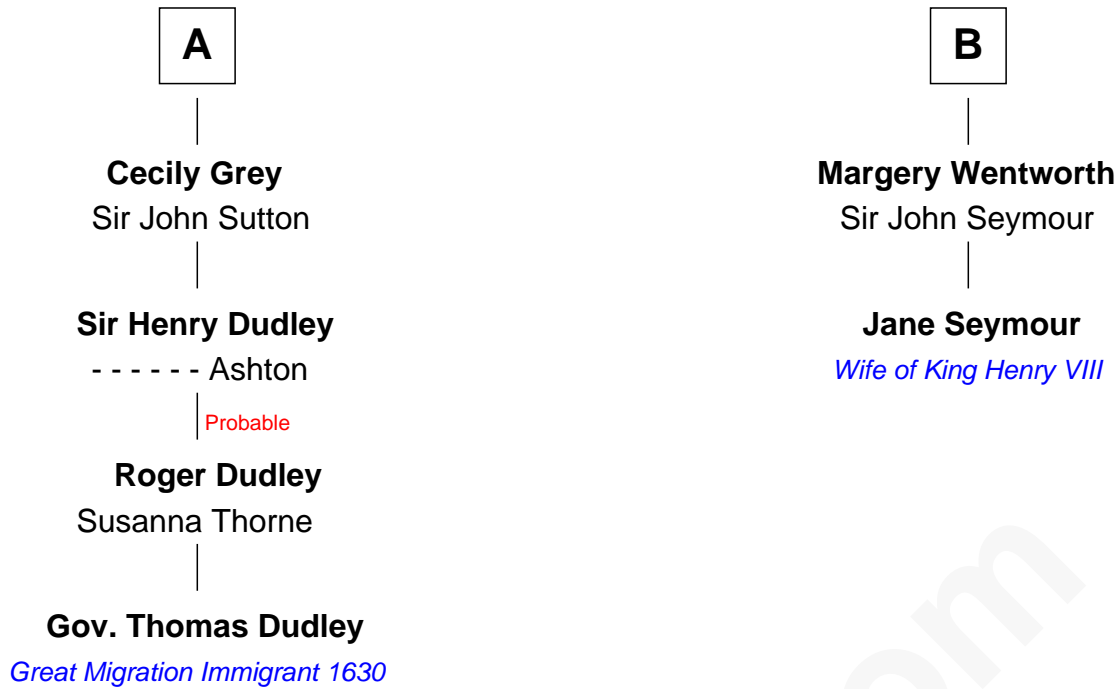 A
Cecily Grey
Sir John Sutton
Sir Henry Dudley
- - - - - - Ashton
Probable
Roger Dudley
Susanna Thorne
Gov. Thomas Dudley
Great Migration Immigrant 1630
B
Margery Wentworth
Sir John Seymour
Jane Seymour
Wife of King Henry VIII
om